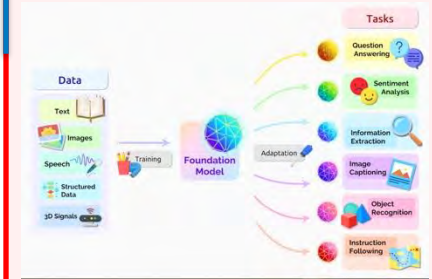 Data
Text
Images
Speech
Structured
Data
3D Signals
Training
Foundation
Model
Adaptation
Tasks
Question
Answering
Sentiment
Analysis
Information
Extraction
Image
Captioning
Object
Recognition
Instruction
Following